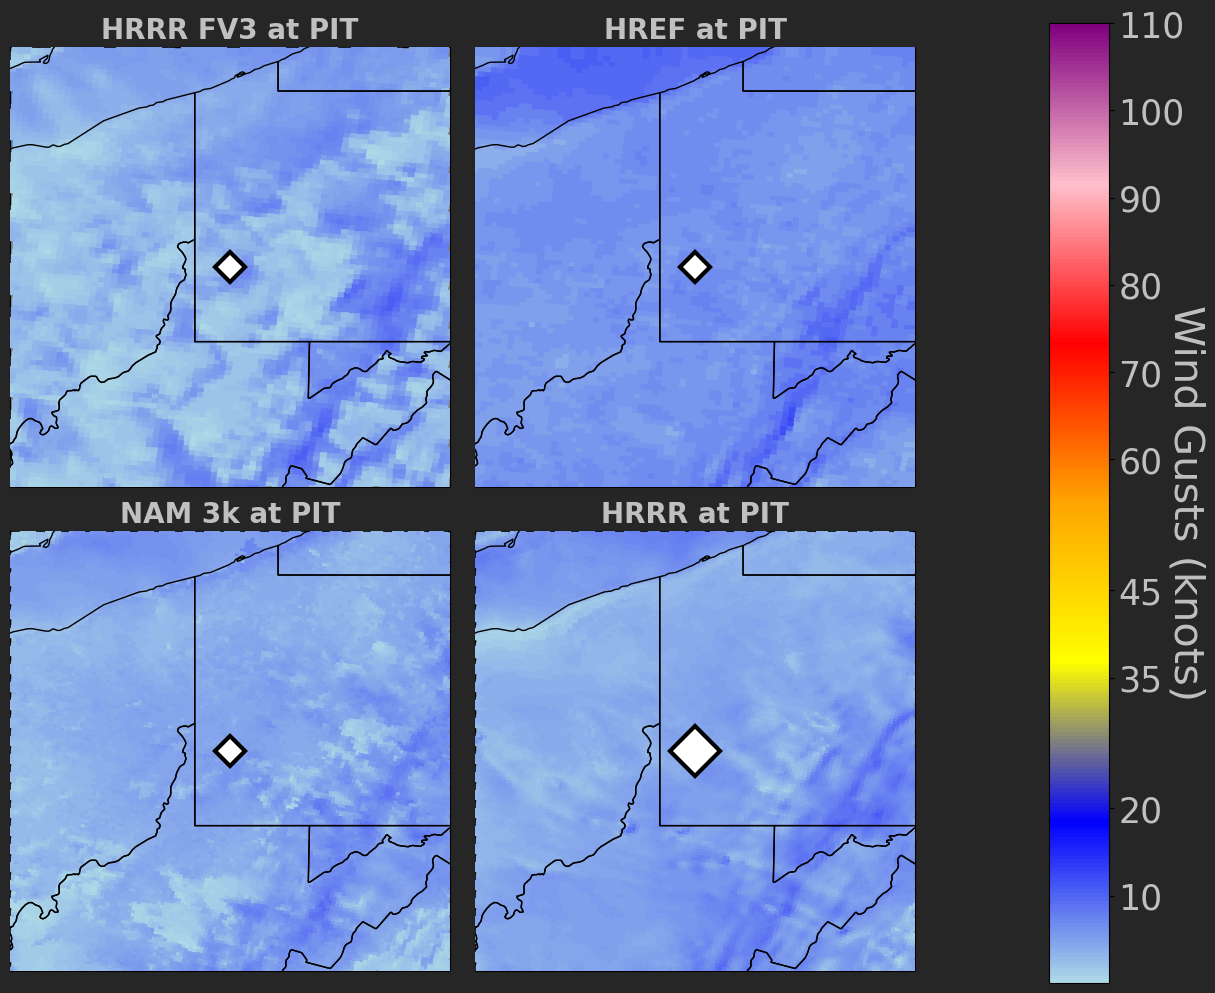 HRRR FV3 at PIT
HREF at PIT
NAM 3k at PIT
HRRR at PIT
110
100
90
80
70
60
45
35
20
10
Wind Gusts (knots)